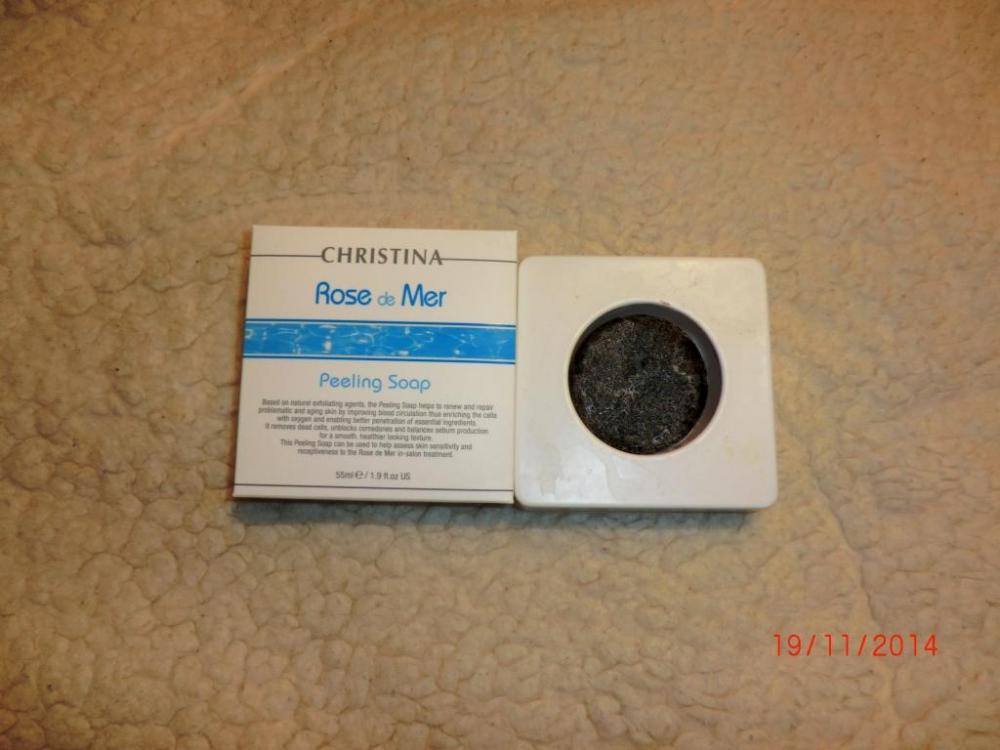 CHRISTINA
Rose de Mer
Peeling Soap
Based on natural exfoliating agents, the Peeling Soap helps to renew and repair
problematic and aging skin by improving blood circulation thus enriching the cells
with oxygen and enabling better penetration of essential ingredients.
It removes dead cells, unblocks comedones and balances sebum production
for a smooth, healthier looking texture.
This Peeling Soap can be used to help assess skin sensitivity and
receptiveness to the Rose de Mer in-salon treatment.
55ml ℮ / 1.9 fl.oz US
19/11/2014